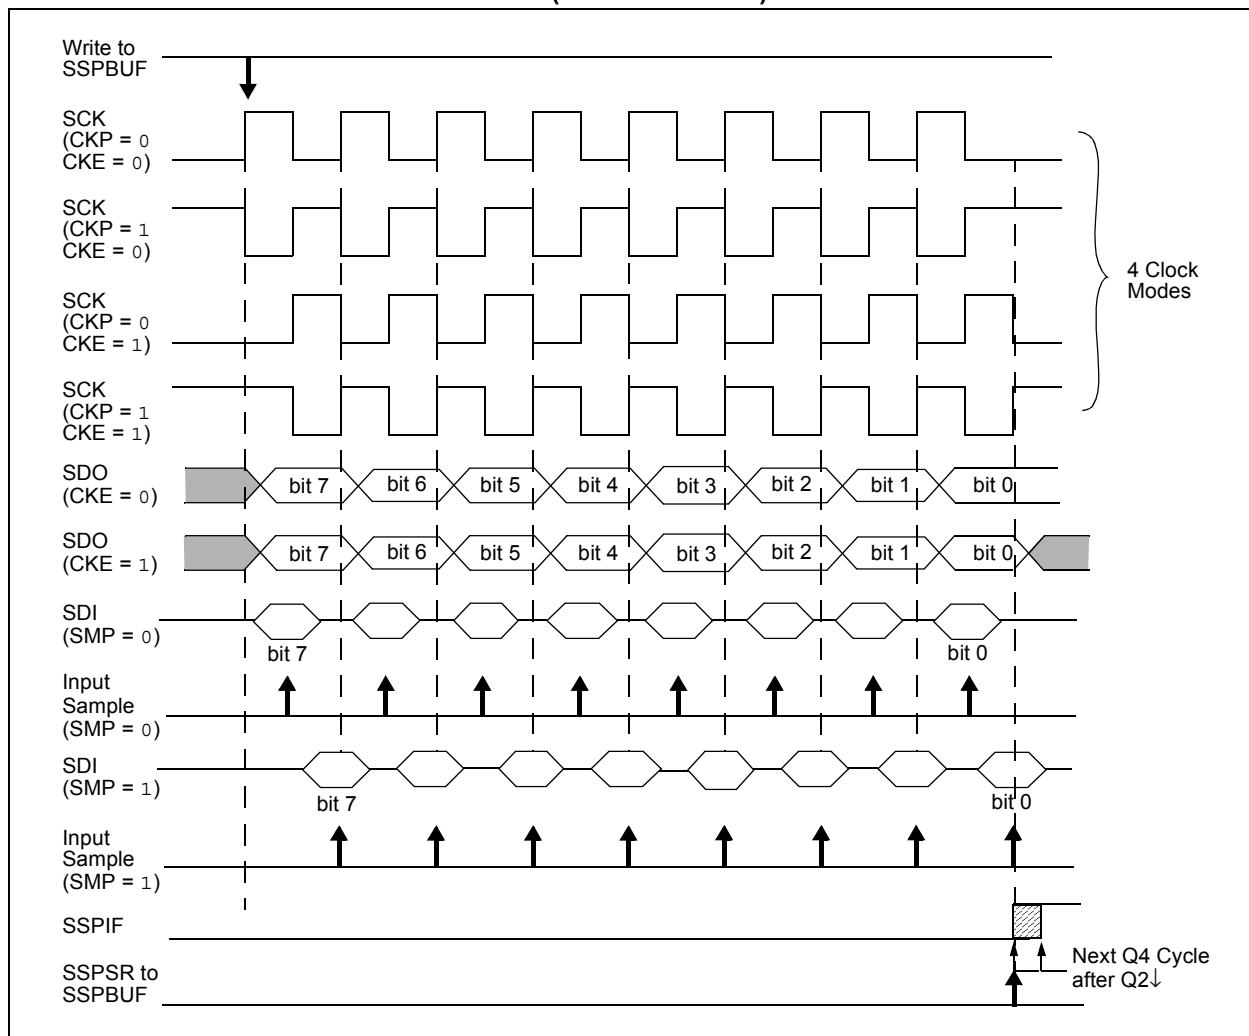 Write to
SSPBUF
SCK
(CKP = 0
CKE = 0)
SCK
(CKP = 1
CKE = 0)
SCK
(CKP = 0
CKE = 1)
SCK
(CKP = 1
CKE = 1)
4 Clock
Modes
SDO
(CKE = 0)
bit 7 bit 6 bit 5 bit 4 bit 3 bit 2 bit 1 bit 0
SDO
(CKE = 1)
bit 7 bit 6 bit 5 bit 4 bit 3 bit 2 bit 1 bit 0
SDI
(SMP = 0)
bit 7 bit 0
Input
Sample
(SMP = 0)
SDI
(SMP = 1)
bit 7 bit 0
Input
Sample
(SMP = 1)
SSPIF
SSPSR to
SSPBUF
Next Q4 Cycle
after Q2↓